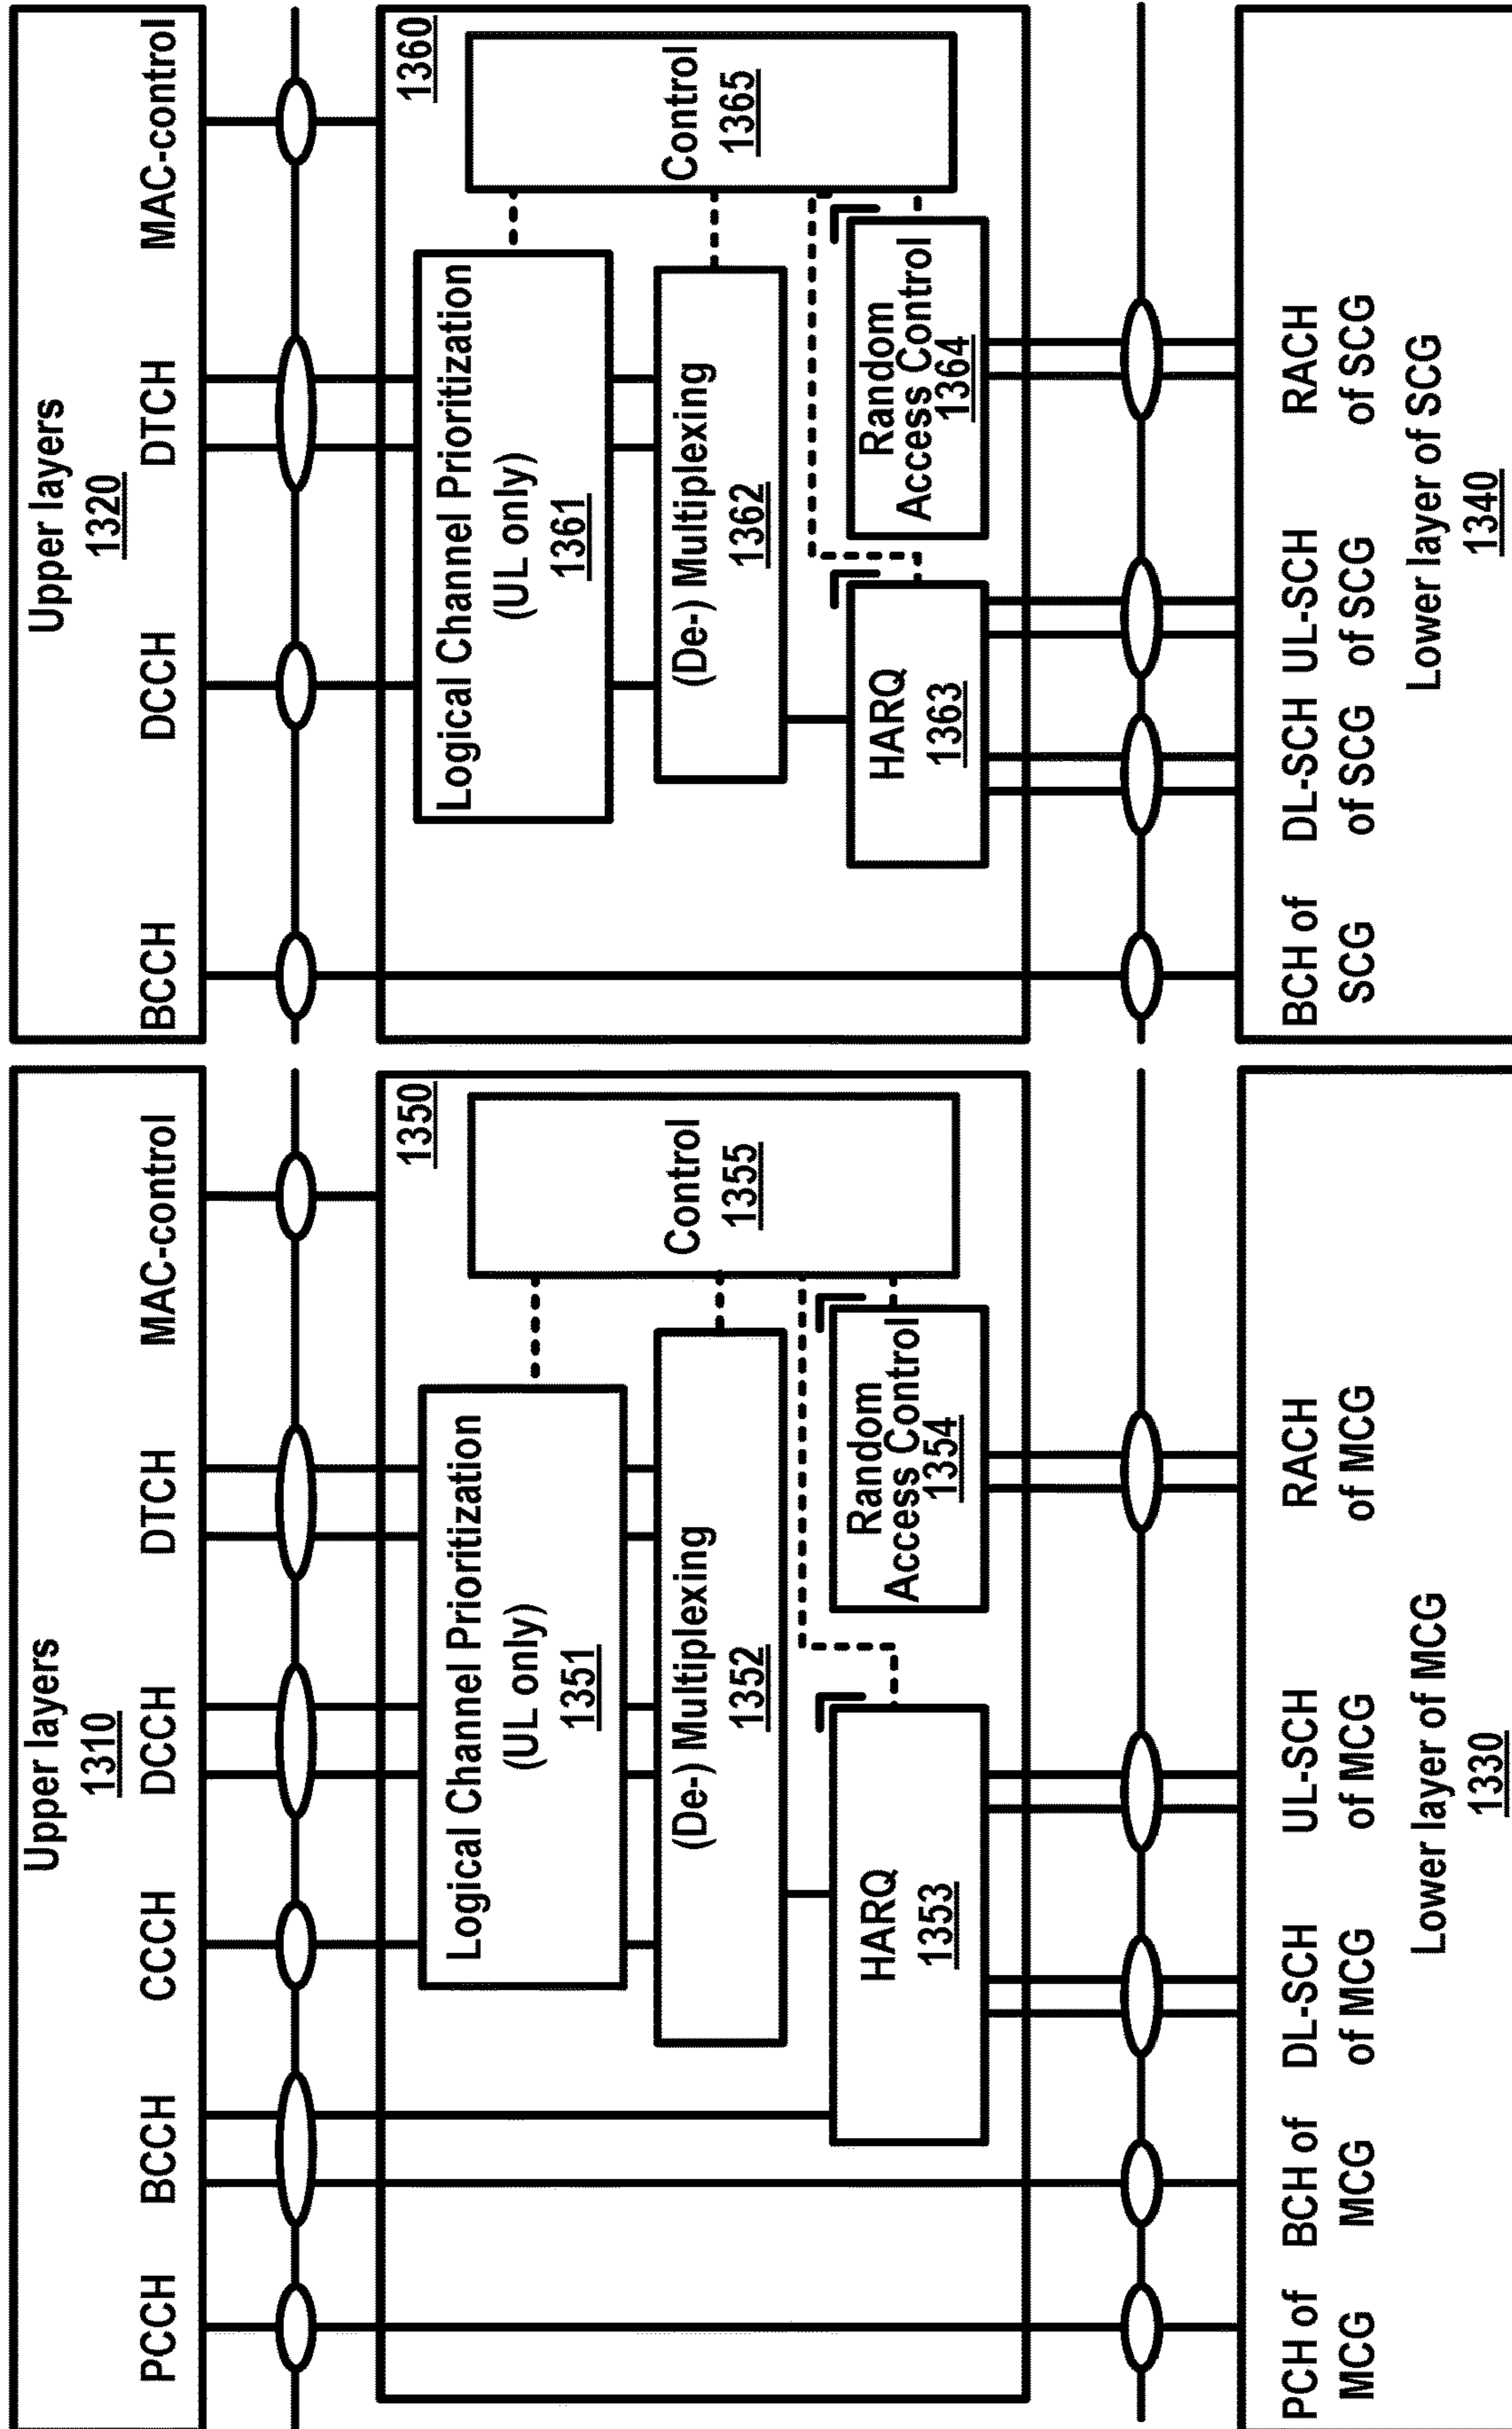 Upper layers
1310
PCCH BCCH CCCH DCCH DTCH MAC-control
1350
Logical Channel Prioritization
(UL only)
1351
(De-) Multiplexing
1352
HARQ
1353
Random
Access Control
1354
Control
1355
PCH of
MCG
BCH of
MCG
DL-SCH
of MCG
UL-SCH
of MCG
RACH
of MCG
Lower layer of MCG
1330
Upper layers
1320
BCCH DCCH DTCH MAC-control
1360
Logical Channel Prioritization
(UL only)
1361
(De-) Multiplexing
1362
HARQ
1363
Random
Access Control
1364
Control
1365
BCH of
SCG
DL-SCH
of SCG
UL-SCH
of SCG
RACH
of SCG
Lower layer of SCG
1340